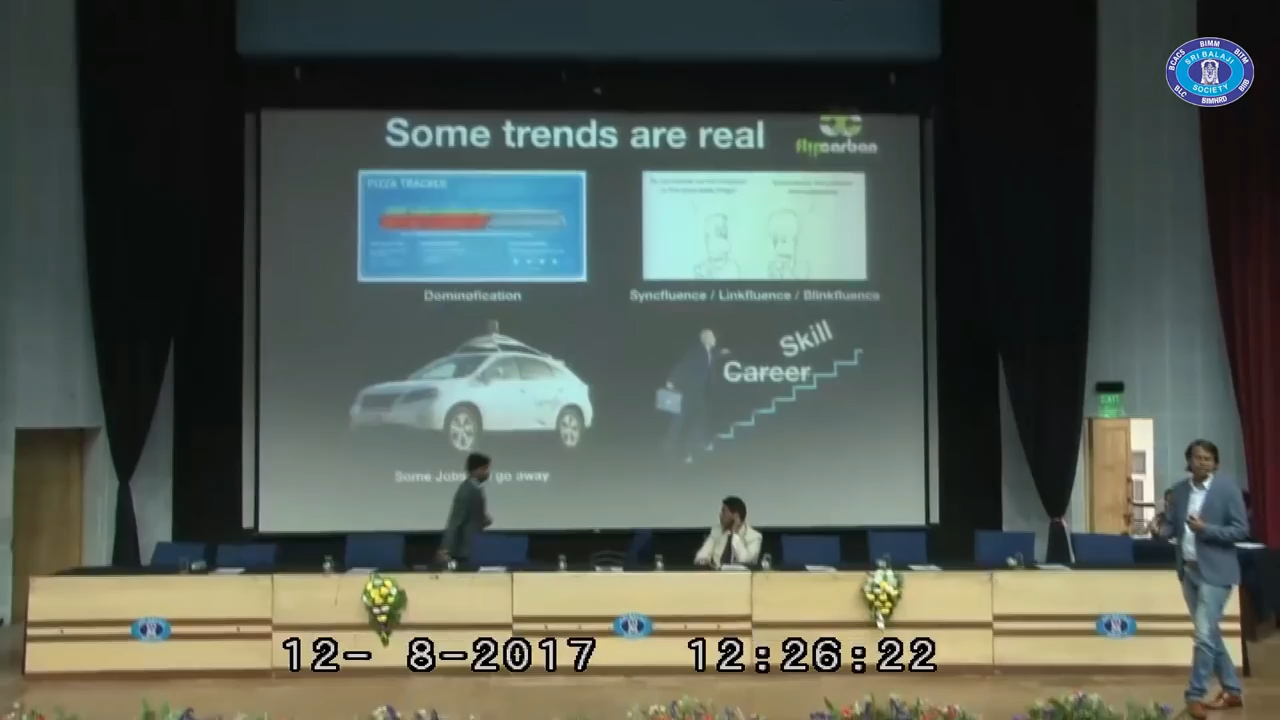 Some trends are real
flipcarbon
PIZZA TRACKER
Dominofication
Syncfluence / Linkfluence / Blinkfluence
Skill
Career
Some Jobs
go away
BCACS BIMM BITM
SRI BALAJI
SOCIETY
BLC BIMHRD BIIB
EXIT
12- 8-2017 12:26:22